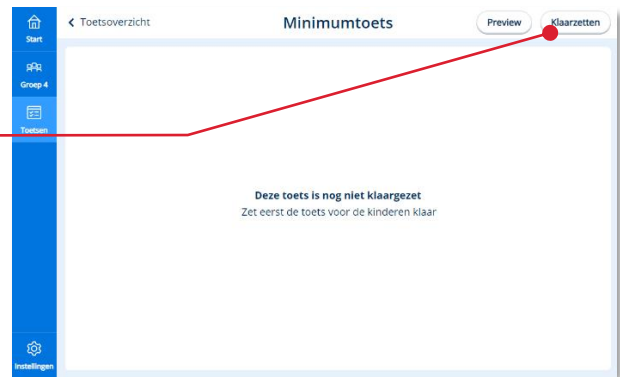 Start
Groep 4
Toetsen
Instellingen
Toetsoverzicht
Minimumtoets
Preview
Klaarzetten
Deze toets is nog niet klaargezet
Zet eerst de toets voor de kinderen klaar